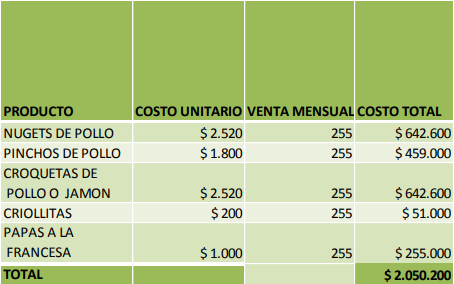 PRODUCTO COSTO UNITARIO VENTA MENSUAL COSTO TOTAL
NUGETS DE POLLO $ 2.520 255 $ 642.600
PINCHOS DE POLLO $ 1.800 255 $ 459.000
CROQUETAS DE
POLLO O JAMON $ 2.520 255 $ 642.600
CRIOLLITAS $ 200 255 $ 51.000
PAPAS A LA
FRANCESA $ 1.000 255 $ 255.000
TOTAL $ 2.050.200